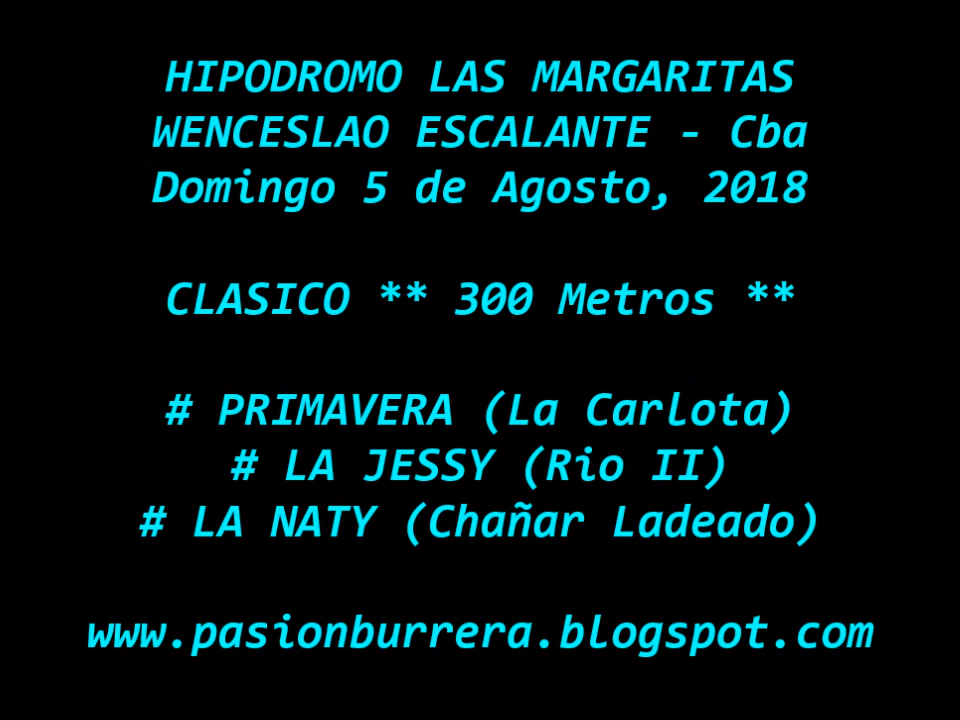 HIPODROMO LAS MARGARITAS
WENCESLAO ESCALANTE - Cba
Domingo 5 de Agosto, 2018
CLASICO ** 300 Metros **
# PRIMAVERA (La Carlota)
# LA JESSY (Rio II)
# LA NATY (Chañar Ladeado)
www.pasionburrera.blogspot.com